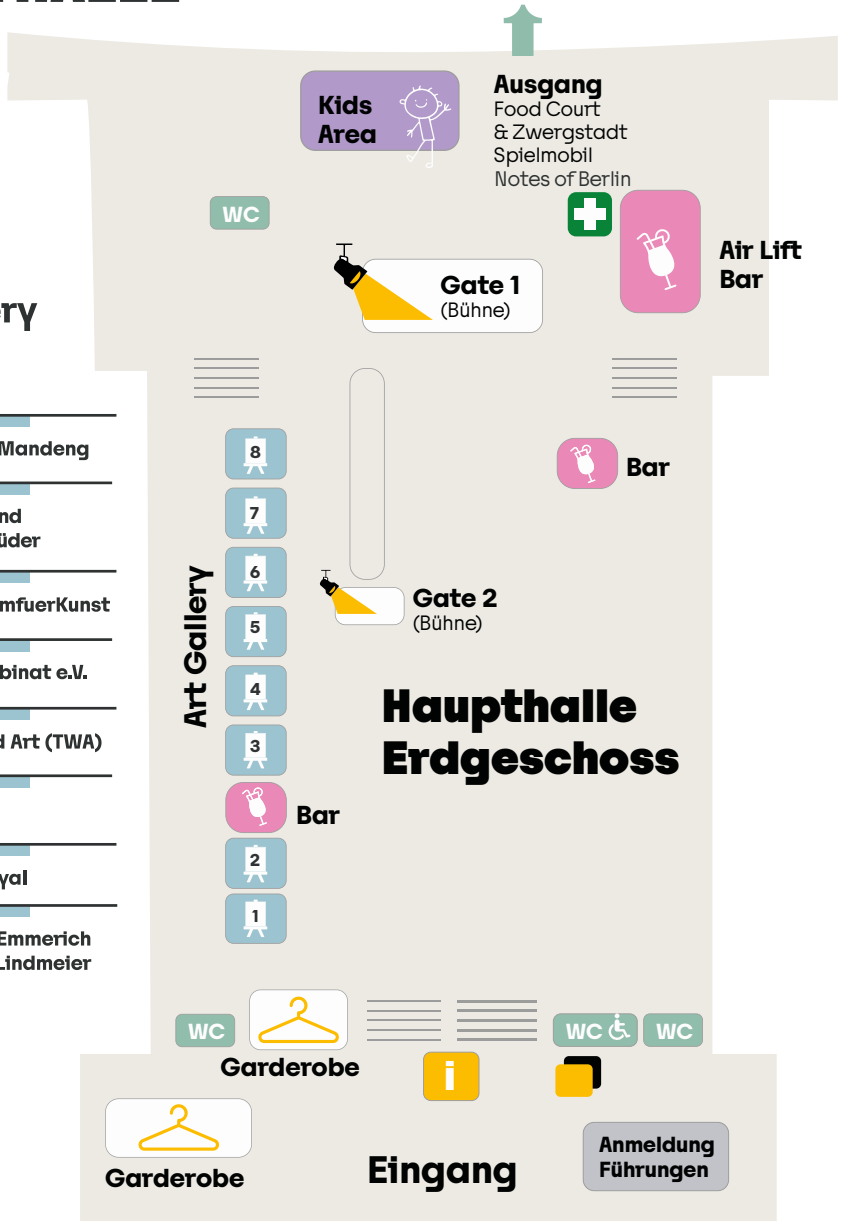 Kids
Area
Ausgang
Food Court
& Zwergstadt
Spielmobil
Notes of Berlin
WC
Air Lift
Bar
Gate 1
(Bühne)
ery
Mandeng
nd
üder
mfuerKunst
binat e.V.
d Art (TWA)
yal
Emmerich
Lindmeier
Art Gallery
8
7
6
5
4
3
Bar
2
1
Bar
Gate 2
(Bühne)
Haupthalle
Erdgeschoss
WC
Garderobe
WC
WC
i
Garderobe
Eingang
Anmeldung
Führungen